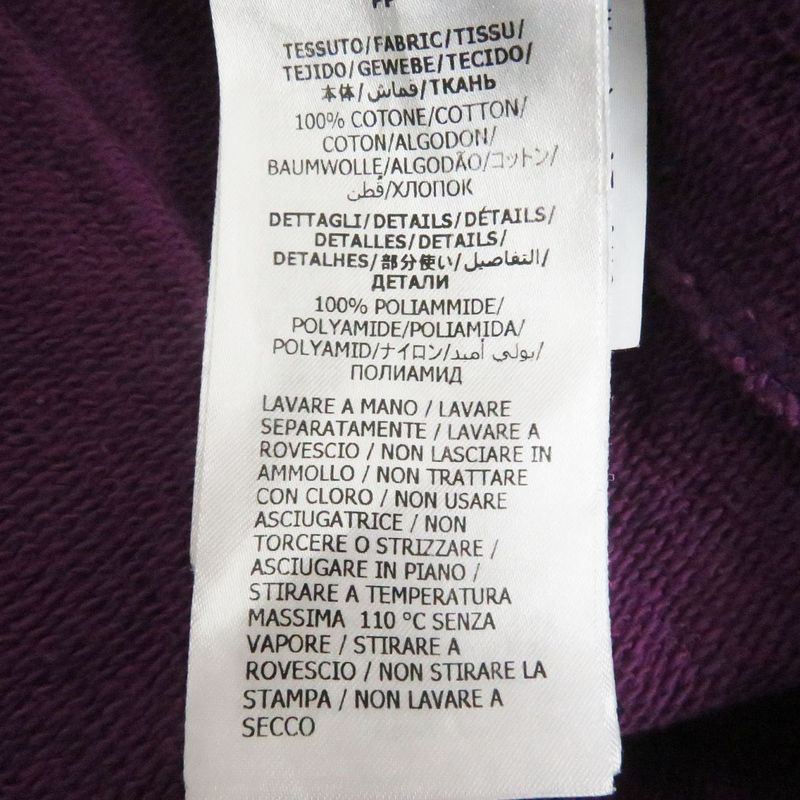 TESSUTO/FABRIC/TISSU/
TEJIDO/GEWEBE/TECIDO/
本体/قماش/ТКАНЬ
100% COTONE/COTTON/
COTON/ALGODON/
BAUMWOLLE/ALGODÃO/コットン/
قطن/ХЛОПОК
DETTAGLI/DETAILS/DÉTAILS/
DETALLES/DETAILS/
DETALHES/部分使い/التفاصيل/
ДЕТАЛИ
100% POLIAMMIDE/
POLYAMIDE/POLIAMIDA/
POLYAMID/ナイロン/بولي أميد/
ПОЛИАМИД
LAVARE A MANO / LAVARE
SEPARATAMENTE / LAVARE A
ROVESCIO / NON LASCIARE IN
AMMOLLO / NON TRATTARE
CON CLORO / NON USARE
ASCIUGATRICE / NON
TORCERE O STRIZZARE /
ASCIUGARE IN PIANO /
STIRARE A TEMPERATURA
MASSIMA 110 °C SENZA
VAPORE / STIRARE A
ROVESCIO / NON STIRARE LA
STAMPA / NON LAVARE A
SECCO